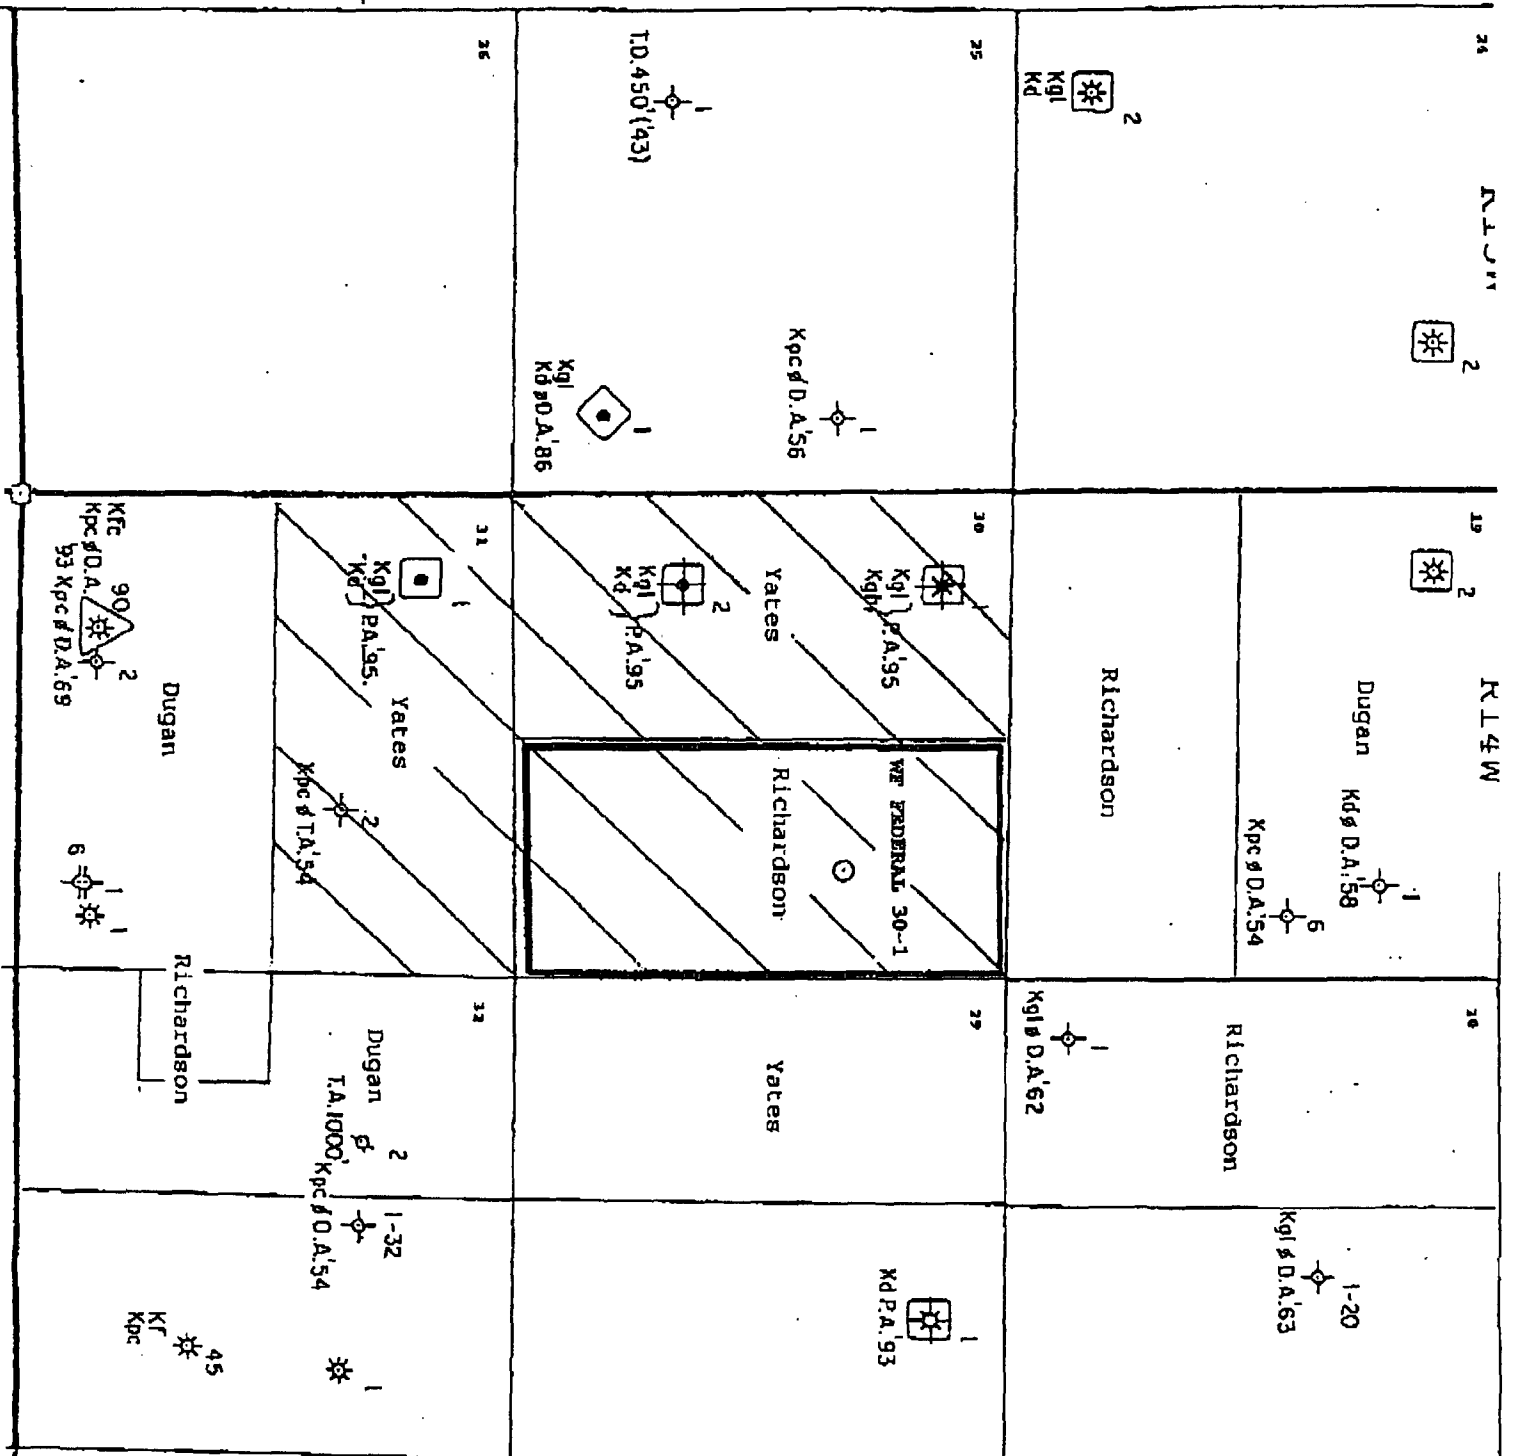 24
2
Kgl
Kd
2
25
1
T.D.450'('43)
1
Kpc ø D.A.'56
1
Kgl
Kd ø D.A.'86
26
R14W
19
2
Dugan
1
Kd ø D.A.'58
6
Kpc ø D.A.'54
Richardson
30
1
Kgl
P.A.'95
Yates
2
Kgl
Kd
P.A.'95
WF FEDERAL 30-1
Richardson
31
1
Kgl
Kd
P.A.'95.
Yates
2
Kpc ø T.A.'54
Dugan
Kfc
Kpc ø D.A.
90
2
93 Kpc ø D.A.'69
6
1
1
20
Richardson
1
Kgl ø D.A.'62
1-20
Kgl ø D.A.'63
29
Yates
1
Kd P.A.'93
32
Dugan
2
T.A.1000'
1-32
Kpc ø D.A.'54
Richardson
1
45
Kf
Kpc